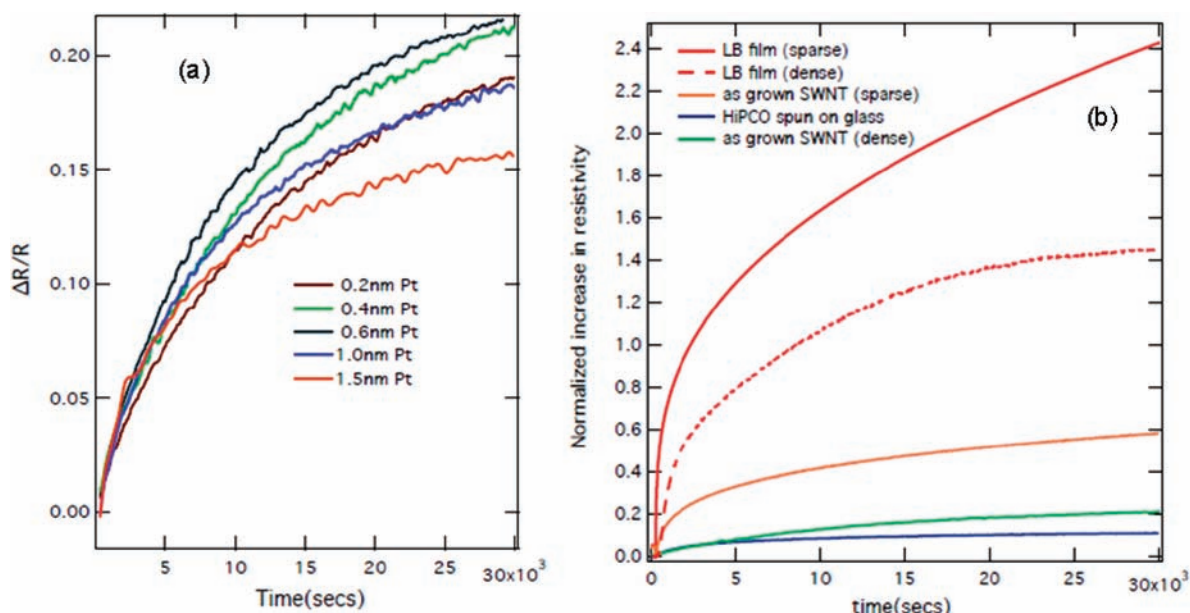 (a)
ΔR/R
0.20
0.15
0.10
0.05
0.00
0.2nm Pt
0.4nm Pt
0.6nm Pt
1.0nm Pt
1.5nm Pt
5 10 15 20 25 30x10³
Time(secs)
(b)
Normalized increase in resistivity
2.4
2.2
2.0
1.8
1.6
1.4
1.2
1.0
0.8
0.6
0.4
0.2
0.0
LB film (sparse)
LB film (dense)
as grown SWNT (sparse)
HiPCO spun on glass
as grown SWNT (dense)
0 5 10 15 20 25 30x10³
time(secs)